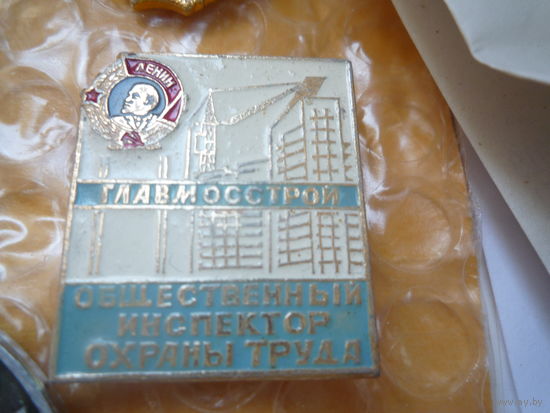 ЛЕНИН
ГЛАВМОССТРОЙ
ОБЩЕСТВЕННЫЙ
ИНСПЕКТОР
ОХРАНЫ ТРУДА